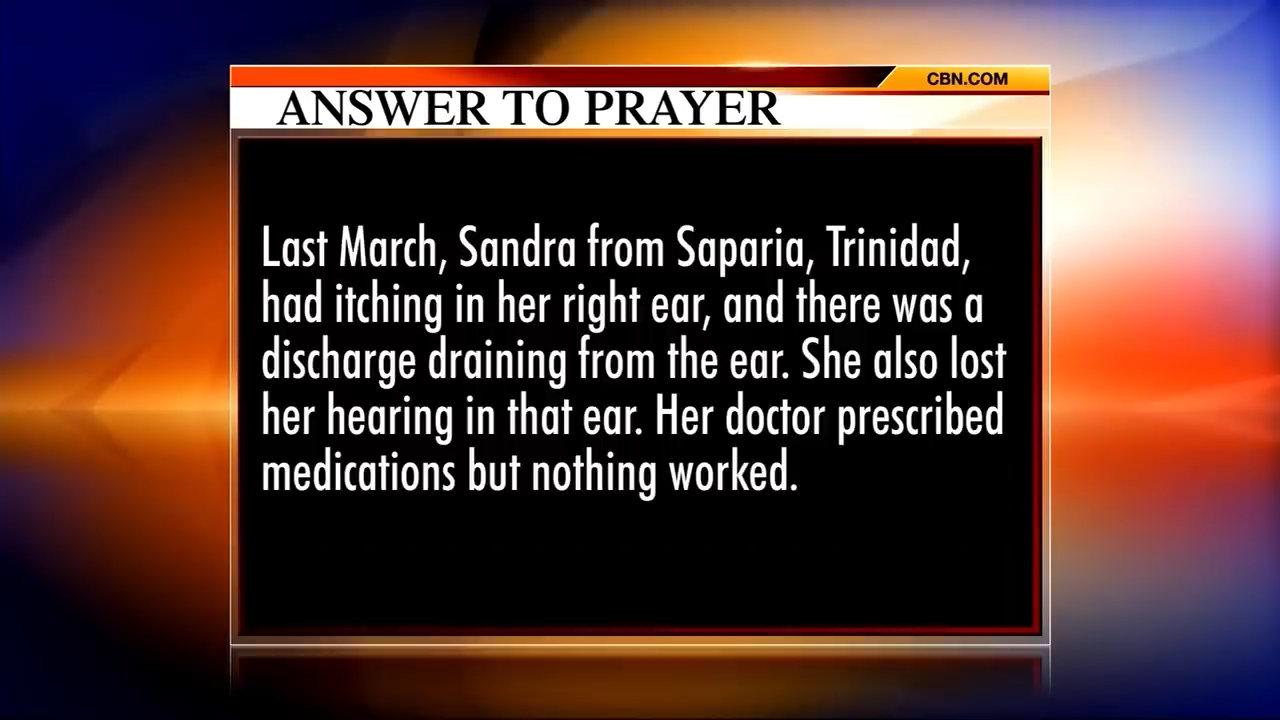 CBN.COM
ANSWER TO PRAYER
Last March, Sandra from Saparia, Trinidad,
had itching in her right ear, and there was a
discharge draining from the ear. She also lost
her hearing in that ear. Her doctor prescribed
medications but nothing worked.